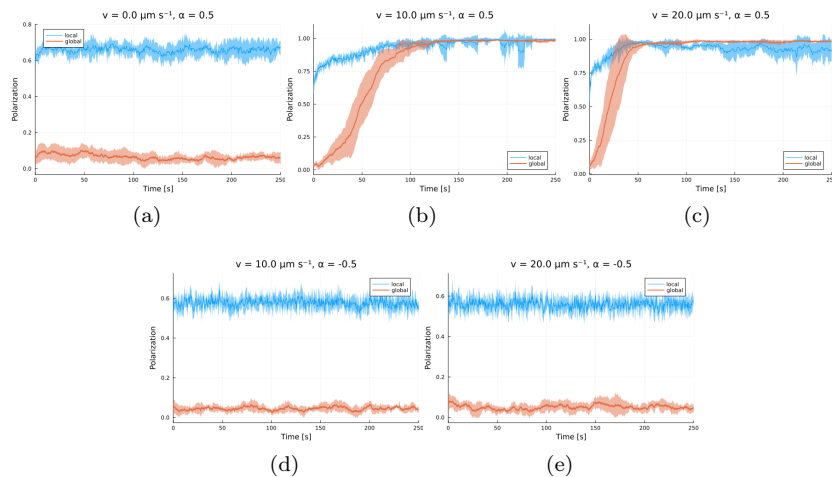 v = 0.0 µm s⁻¹, α = 0.5
0.8
0.6
0.4
0.2
0.0
Polarization
local
global
0 50 100 150 200 250
Time [s]
(a)
v = 10.0 µm s⁻¹, α = 0.5
1.00
0.75
0.50
0.25
0.00
Polarization
local
global
0 50 100 150 200 250
Time [s]
(b)
v = 20.0 µm s⁻¹, α = 0.5
1.00
0.75
0.50
0.25
0.00
Polarization
local
global
0 50 100 150 200 250
Time [s]
(c)
v = 10.0 µm s⁻¹, α = -0.5
0.6
0.4
0.2
0.0
Polarization
local
global
0 50 100 150 200 250
Time [s]
(d)
v = 20.0 µm s⁻¹, α = -0.5
0.6
0.4
0.2
0.0
Polarization
local
global
0 50 100 150 200 250
Time [s]
(e)